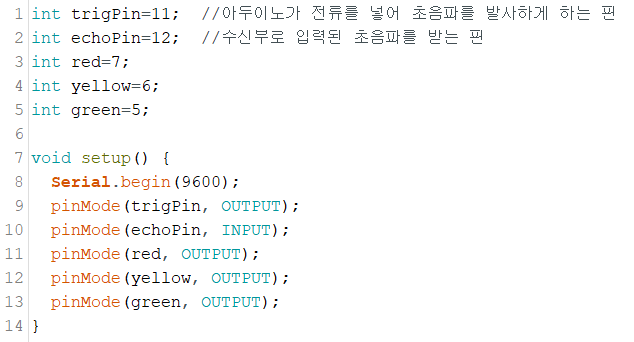 1 int trigPin=11;  //아두이노가 전류를 넣어 초음파를 발사하게 하는 핀
2 int echoPin=12;  //수신부로 입력된 초음파를 받는 핀
3 int red=7;
4 int yellow=6;
5 int green=5;
6
7 void setup() {
8   Serial.begin(9600);
9   pinMode(trigPin, OUTPUT);
10   pinMode(echoPin, INPUT);
11   pinMode(red, OUTPUT);
12   pinMode(yellow, OUTPUT);
13   pinMode(green, OUTPUT);
14 }